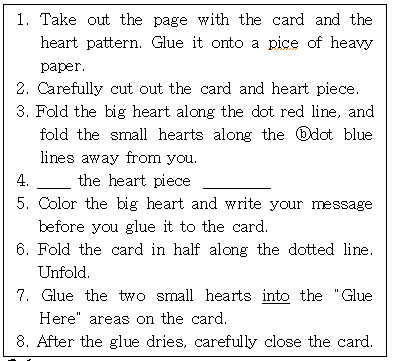 1. Take out the page with the card and the
heart pattern. Glue it onto a pice of heavy
paper.
2. Carefully cut out the card and heart piece.
3. Fold the big heart along the dot red line, and
fold the small hearts along the ⓑdot blue
lines away from you.
4. ____ the heart piece ________
5. Color the big heart and write your message
before you glue it to the card.
6. Fold the card in half along the dotted line.
Unfold.
7. Glue the two small hearts into the "Glue
Here" areas on the card.
8. After the glue dries, carefully close the card.